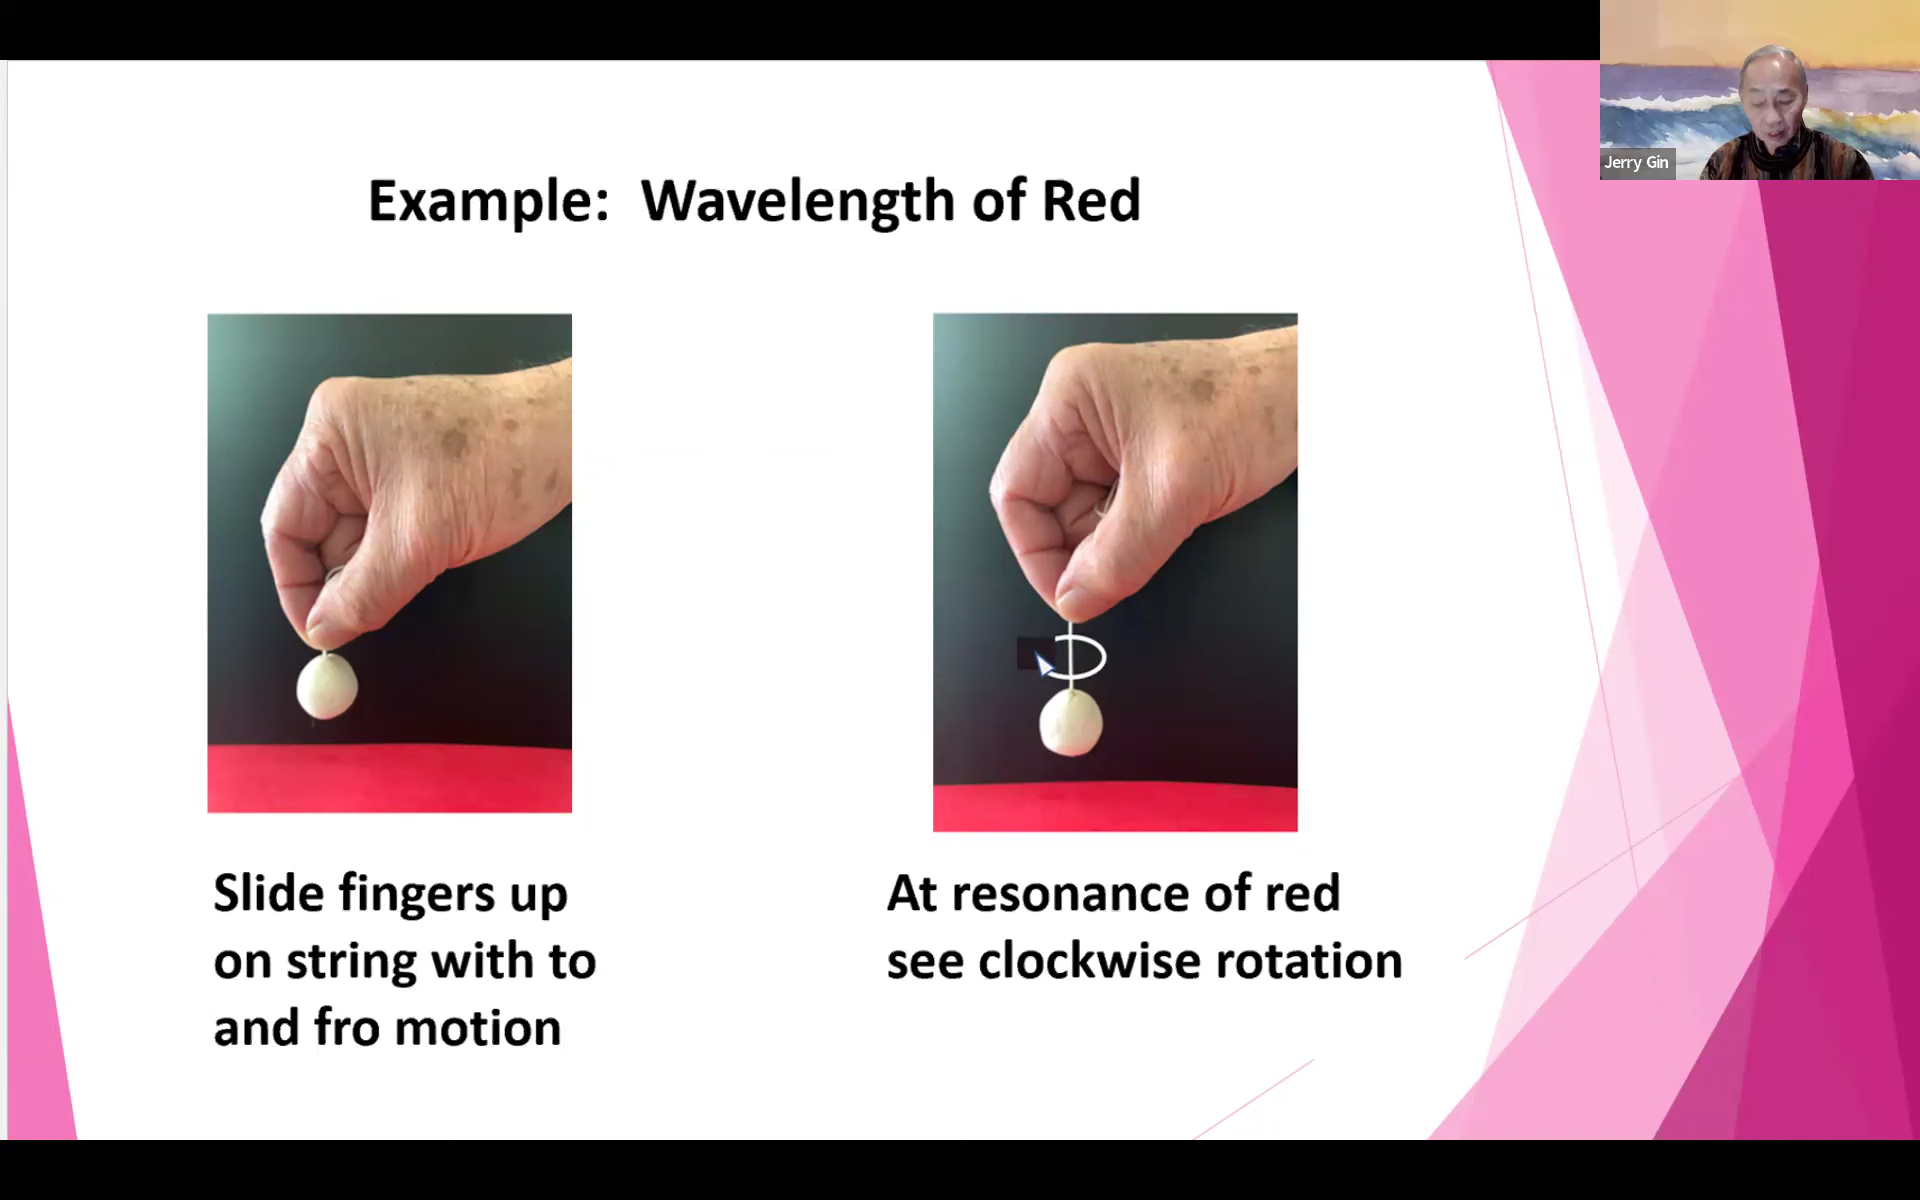 Jerry Gin
Example: Wavelength of Red
Slide fingers up
on string with to
and fro motion
At resonance of red
see clockwise rotation